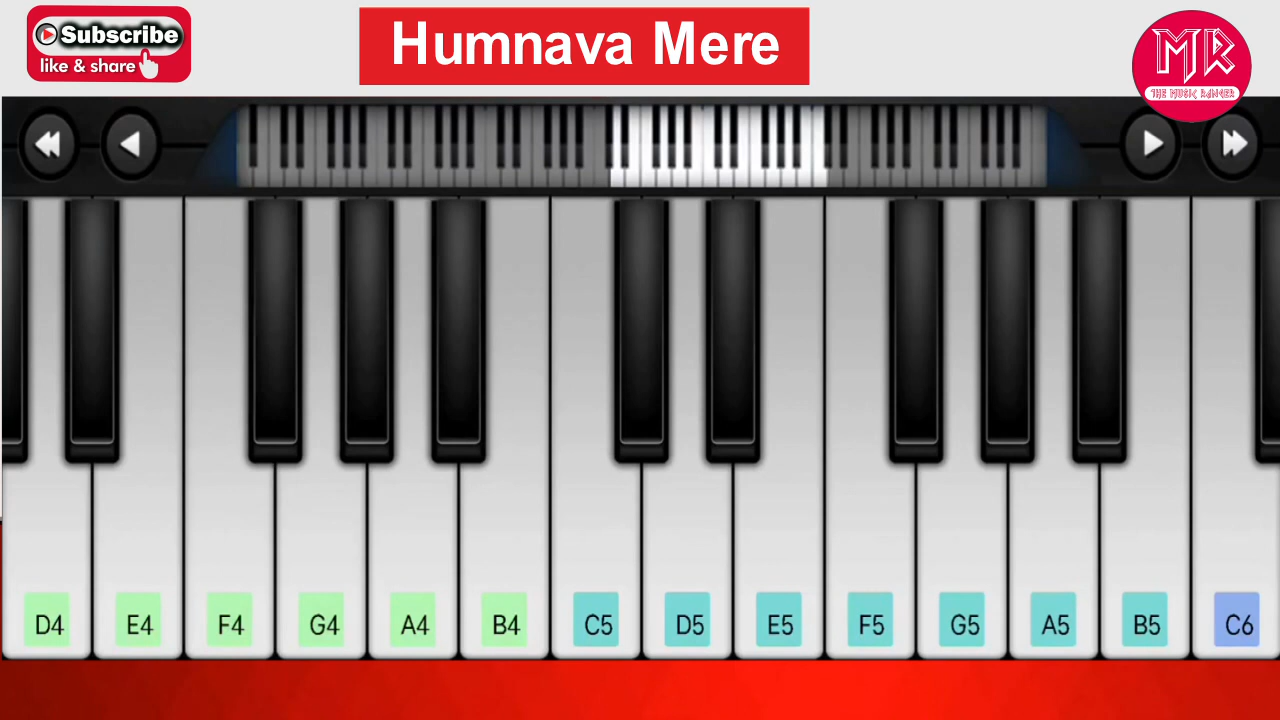 Subscribe
like & share
Humnava Mere
MR
THE MUSIC RANGER
D4 E4 F4 G4 A4 B4 C5 D5 E5 F5 G5 A5 B5 C6